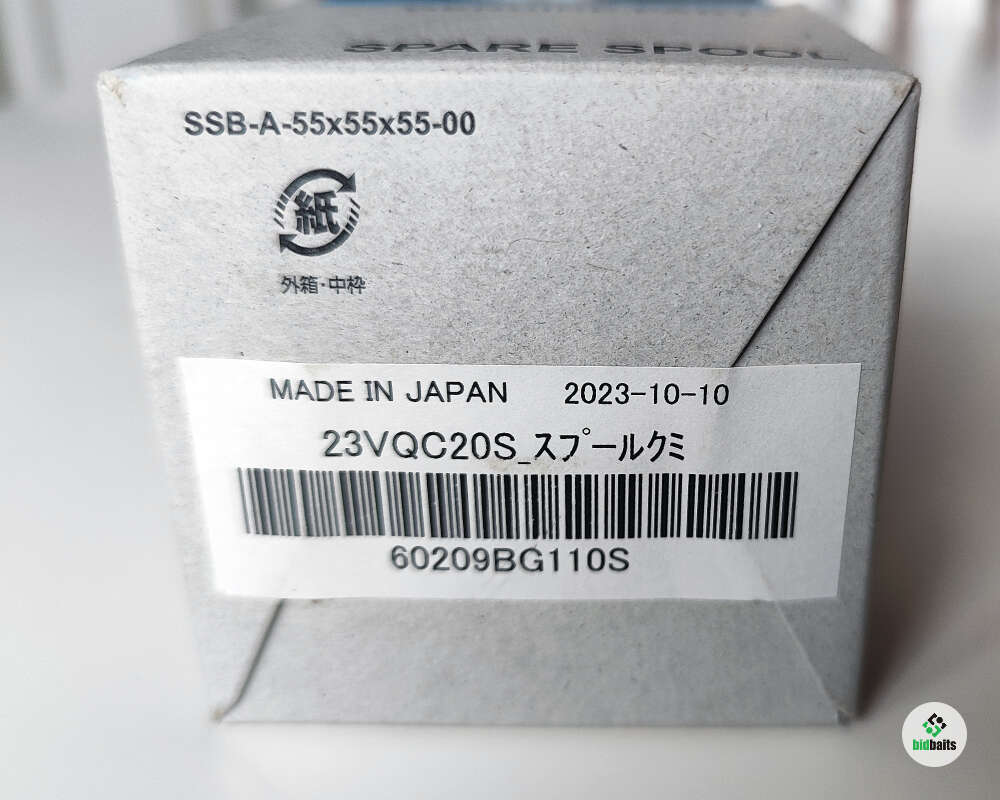 SPARE SPOOL
SSB-A-55x55x55-00
紙
外箱・中枠
MADE IN JAPAN 2023-10-10
23VQC20S_スプールクミ
60209BG110S
bidbaits